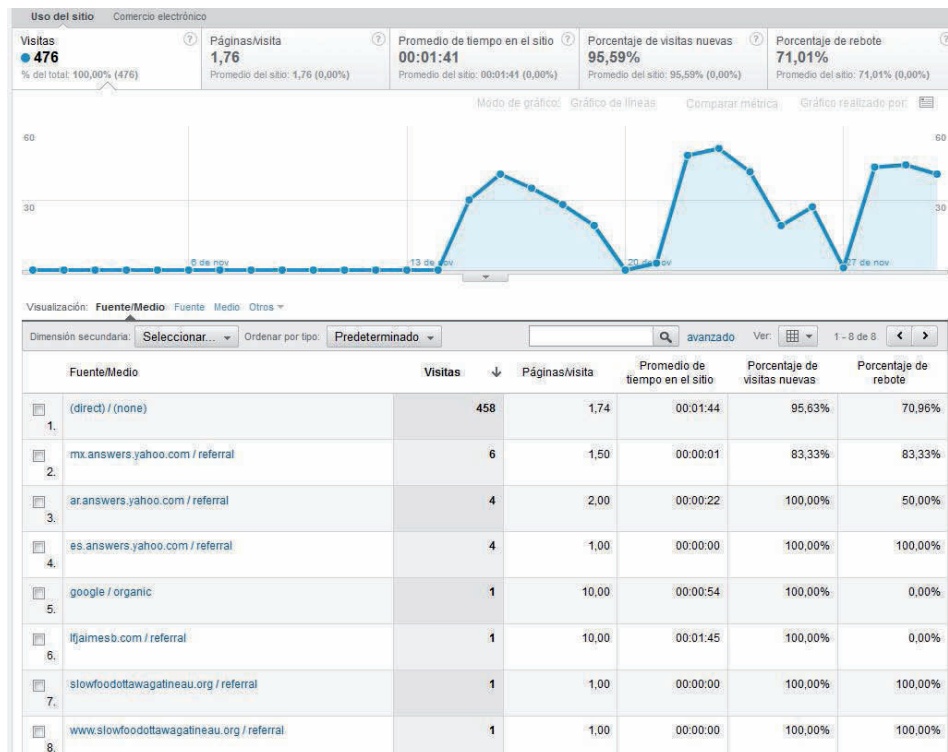 Uso del sitio Comercio electrónico
Visitas ? Páginas/visita ? Promedio de tiempo en el sitio ? Porcentaje de visitas nuevas ? Porcentaje de rebote ?
476 1,76 00:01:41 95,59% 71,01%
% del total: 100,00% (476) Promedio del sitio: 1,76 (0,00%) Promedio del sitio: 00:01:41 (0,00%) Promedio del sitio: 95,59% (0,00%) Promedio del sitio: 71,01% (0,00%)
Modo de gráfico: Gráfico de líneas Comparar métrica Gráfico realizado por:
60 60
30 30
6 de nov 13 de nov 20 de nov 27 de nov
Visualización: Fuente/Medio Fuente Medio Otros
Dimensión secundaria: Seleccionar... Ordenar por tipo: Predeterminado avanzado Ver: 1 - 8 de 8
Fuente/Medio Visitas Páginas/visita Promedio de tiempo en el sitio Porcentaje de visitas nuevas Porcentaje de rebote
1. (direct) / (none) 458 1,74 00:01:44 95,63% 70,96%
2. mx.answers.yahoo.com / referral 6 1,50 00:00:01 83,33% 83,33%
3. ar.answers.yahoo.com / referral 4 2,00 00:00:22 100,00% 50,00%
4. es.answers.yahoo.com / referral 4 1,00 00:00:00 100,00% 100,00%
5. google / organic 1 10,00 00:00:54 100,00% 0,00%
6. lfjaimesb.com / referral 1 10,00 00:01:45 100,00% 0,00%
7. slowfoodottawagatineau.org / referral 1 1,00 00:00:00 100,00% 100,00%
8. www.slowfoodottawagatineau.org / referral 1 1,00 00:00:00 100,00% 100,00%